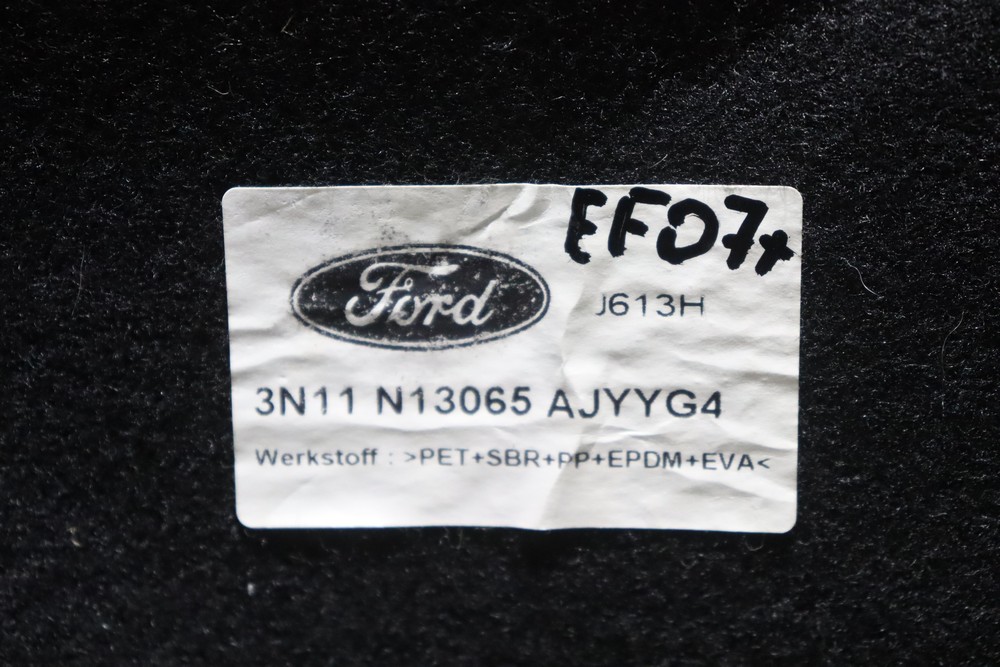 EF07+
Ford
J613H
3N11 N13065 AJYYG4
Werkstoff : >PET+SBR+PP+EPDM+EVA<